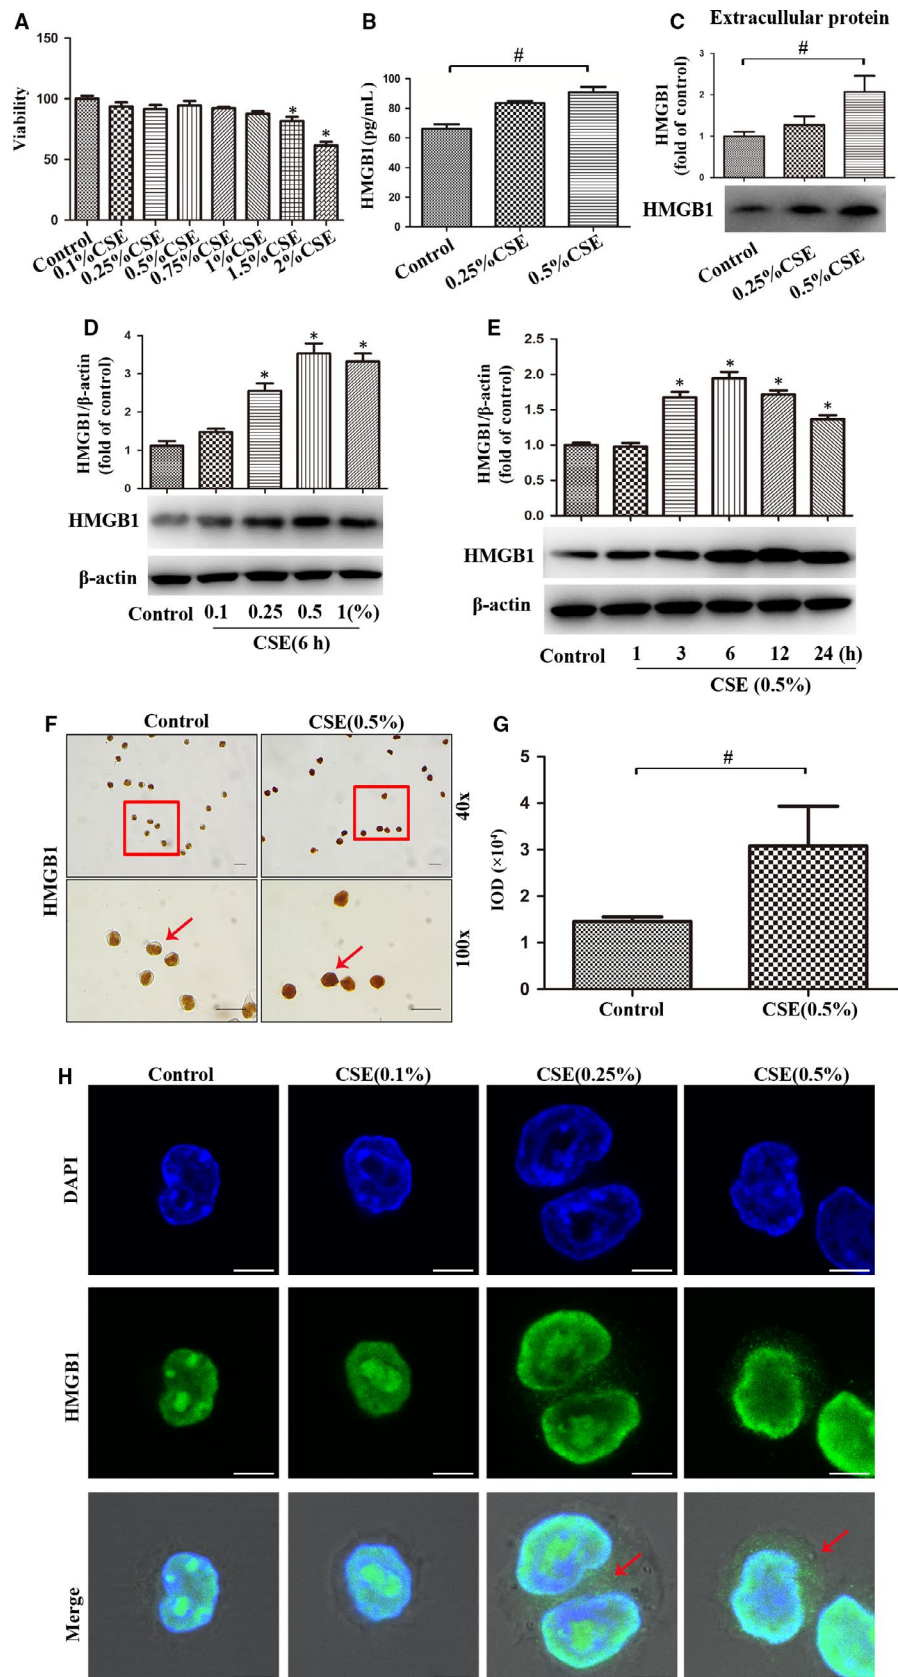 A
150
100
50
0
Viability
*
*
Control
0.1%CSE
0.25%CSE
0.5%CSE
0.75%CSE
1%CSE
1.5%CSE
2%CSE
B
#
100
80
60
40
20
0
HMGB1(pg/mL)
Control
0.25%CSE
0.5%CSE
C
Extracullular protein
#
3
2
1
0
HMGB1
(fold of control)
HMGB1
Control
0.25%CSE
0.5%CSE
D
4
3
2
1
0
HMGB1/β-actin
(fold of control)
*
*
*
HMGB1
β-actin
Control 0.1 0.25 0.5 1(%)
CSE(6 h)
E
2.5
2.0
1.5
1.0
0.5
0.0
HMGB1/β-actin
(fold of control)
*
*
*
*
HMGB1
β-actin
Control 1 3 6 12 24 (h)
CSE (0.5%)
F
Control CSE(0.5%)
HMGB1
40x
100x
G
#
5
4
3
2
1
0
IOD (×10⁴)
Control CSE(0.5%)
H
Control CSE(0.1%) CSE(0.25%) CSE(0.5%)
DAPI
HMGB1
Merge